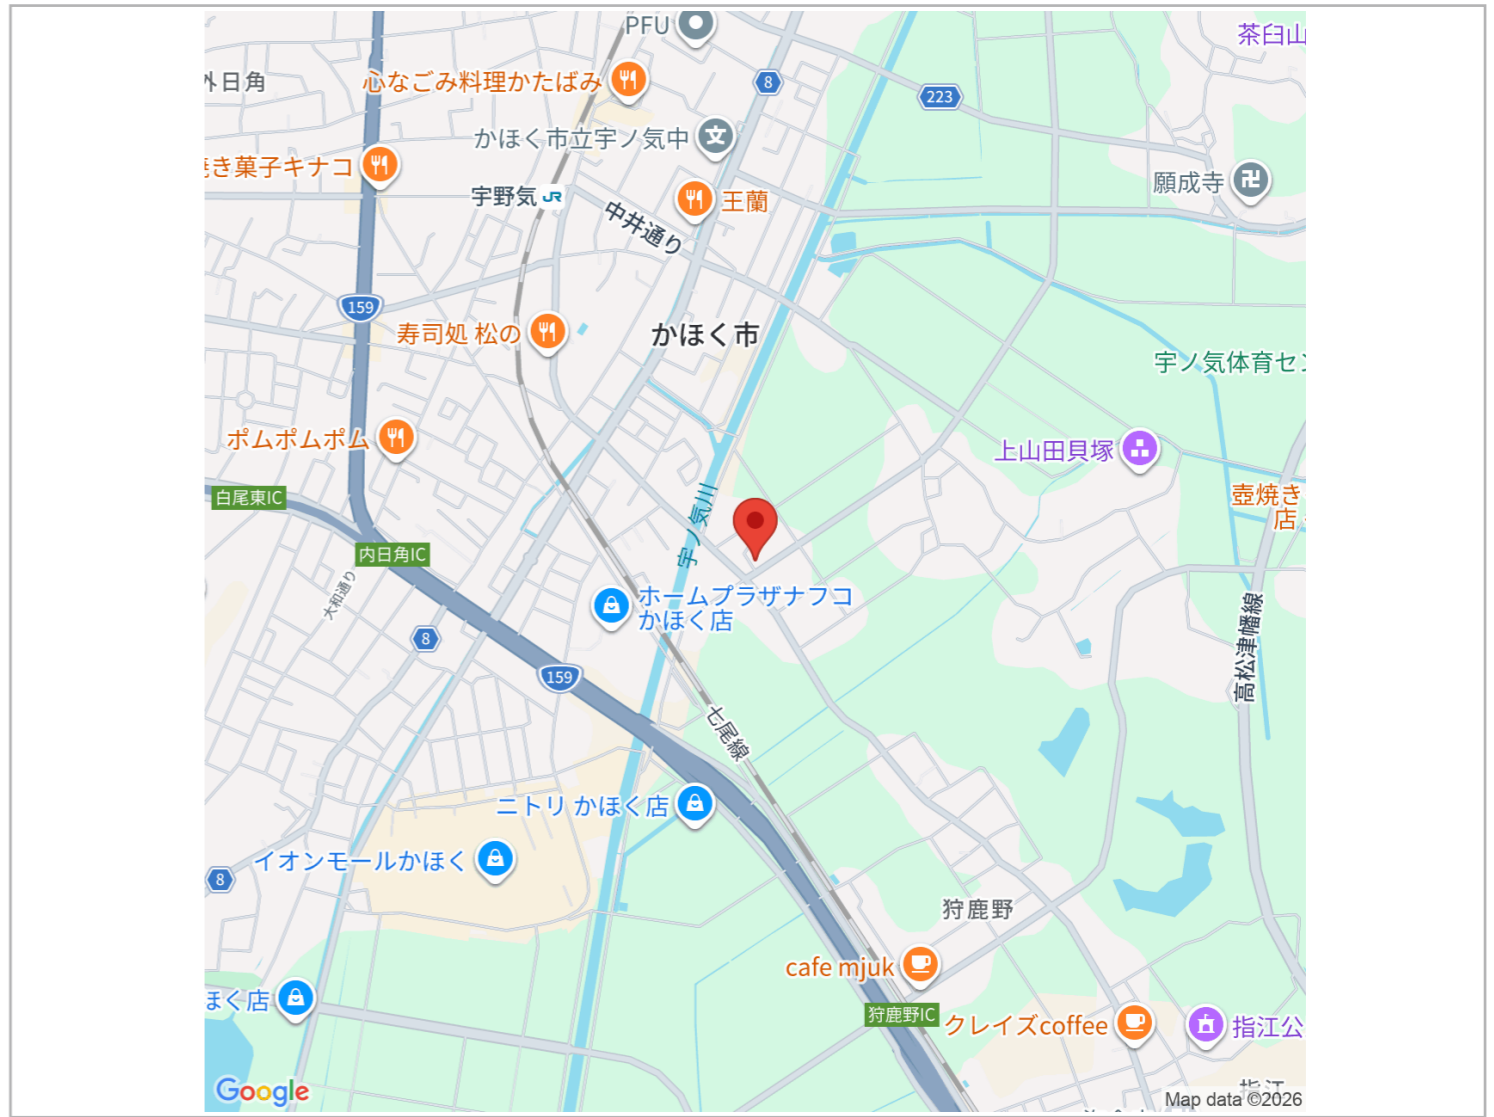 PFU
茶臼山
外日角
心なごみ料理かたばみ
8
223
かほく市立宇ノ気中
き菓子キナコ
願成寺
宇野気
JR
王蘭
中井通り
159
寿司処 松の
かほく市
宇ノ気体育セン
ポムポムポム
上山田貝塚
白尾東IC
壺焼き
店
宇ノ気川
内日角IC
大和通り
ホームプラザナフコ
かほく店
8
高松津幡線
159
七尾線
ニトリ かほく店
イオンモールかほく
8
狩鹿野
cafe mjuk
ほく店
狩鹿野IC
クレイズcoffee
指江公
Google
指江
Map data ©2026